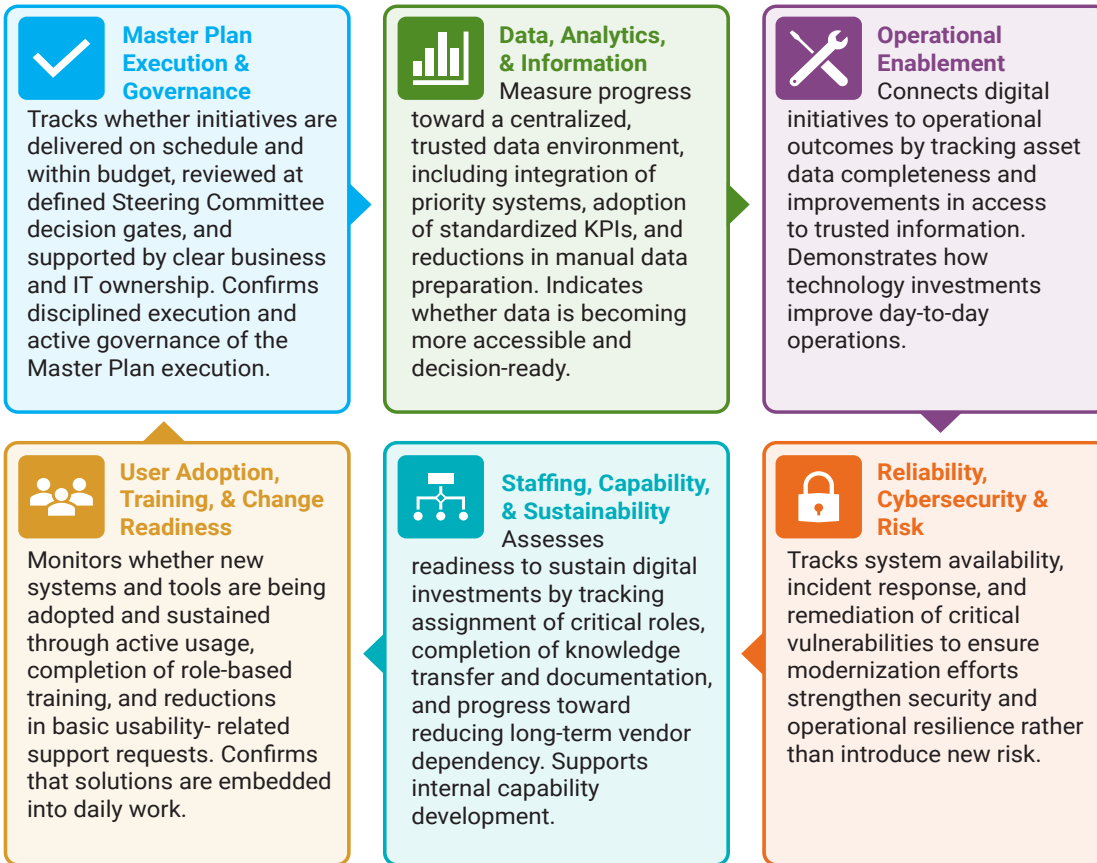 Master Plan
Execution &
Governance
Tracks whether initiatives are
delivered on schedule and
within budget, reviewed at
defined Steering Committee
decision gates, and
supported by clear business
and IT ownership. Confirms
disciplined execution and
active governance of the
Master Plan execution.
Data, Analytics,
& Information
Measure progress
toward a centralized,
trusted data environment,
including integration of
priority systems, adoption
of standardized KPIs, and
reductions in manual data
preparation. Indicates
whether data is becoming
more accessible and
decision-ready.
Operational
Enablement
Connects digital
initiatives to operational
outcomes by tracking asset
data completeness and
improvements in access
to trusted information.
Demonstrates how
technology investments
improve day-to-day
operations.
Reliability,
Cybersecurity &
Risk
Tracks system availability,
incident response, and
remediation of critical
vulnerabilities to ensure
modernization efforts
strengthen security and
operational resilience rather
than introduce new risk.
Staffing, Capability,
& Sustainability
Assesses
readiness to sustain digital
investments by tracking
assignment of critical roles,
completion of knowledge
transfer and documentation,
and progress toward
reducing long-term vendor
dependency. Supports
internal capability
development.
User Adoption,
Training, & Change
Readiness
Monitors whether new
systems and tools are being
adopted and sustained
through active usage,
completion of role-based
training, and reductions
in basic usability- related
support requests. Confirms
that solutions are embedded
into daily work.